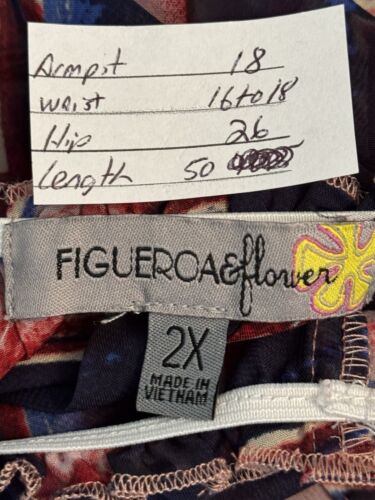 Armpit 18
Waist 16 to 18
Hip 26
Length 50
FIGUEROA&flower
2X
MADE IN
VIETNAM